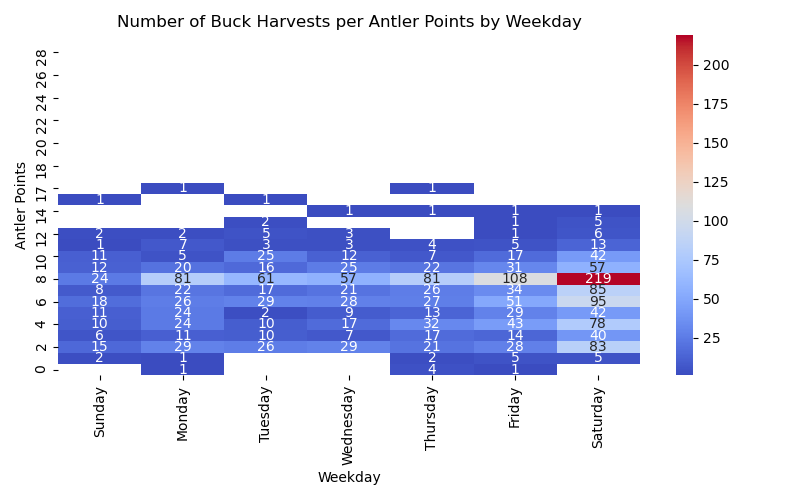 Number of Buck Harvests per Antler Points by Weekday
Antler Points
28
26
24
22
20
18
17 1 1
1 1
14 1 1 1 1
2 1 5
12 2 2 5 3 1 6
1 7 3 3 4 5 13
10 11 5 25 12 7 17 42
12 20 16 25 22 31 57
8 24 81 61 57 81 108 219
8 22 17 21 26 34 85
6 18 26 29 28 27 51 95
11 24 2 9 13 29 42
4 10 24 10 17 32 43 78
6 11 10 7 17 14 40
2 15 29 26 29 21 28 83
2 1 2 5 5
0 1 4 1
Sunday Monday Tuesday Wednesday Thursday Friday Saturday
Weekday
200
175
150
125
100
75
50
25